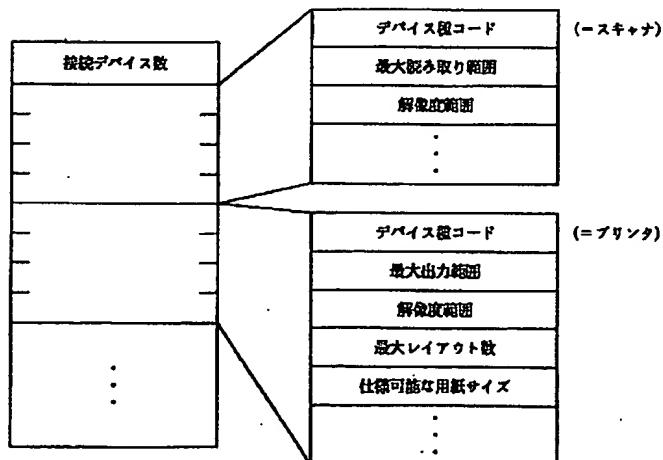 接続デバイス数
デバイス種コード
(=スキャナ)
最大読み取り範囲
解像度範囲
デバイス種コード
(=プリンタ)
最大出力範囲
解像度範囲
最大レイアウト数
仕様可能な用紙サイズ